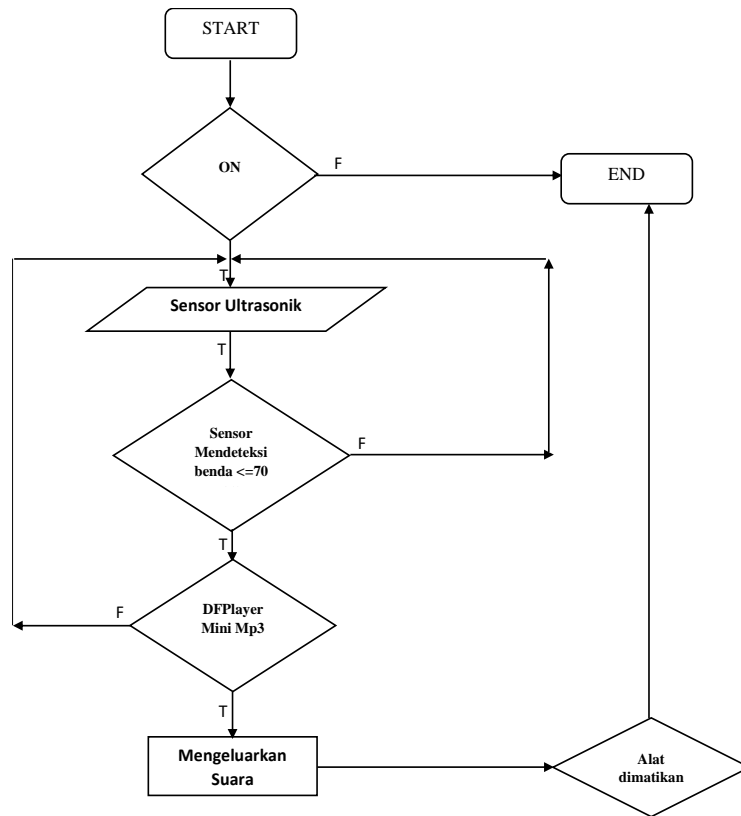 START
ON
F
END
T
Sensor Ultrasonik
T
Sensor
Mendeteksi
benda <=70
F
T
DFPlayer
Mini Mp3
F
T
Mengeluarkan
Suara
Alat
dimatikan